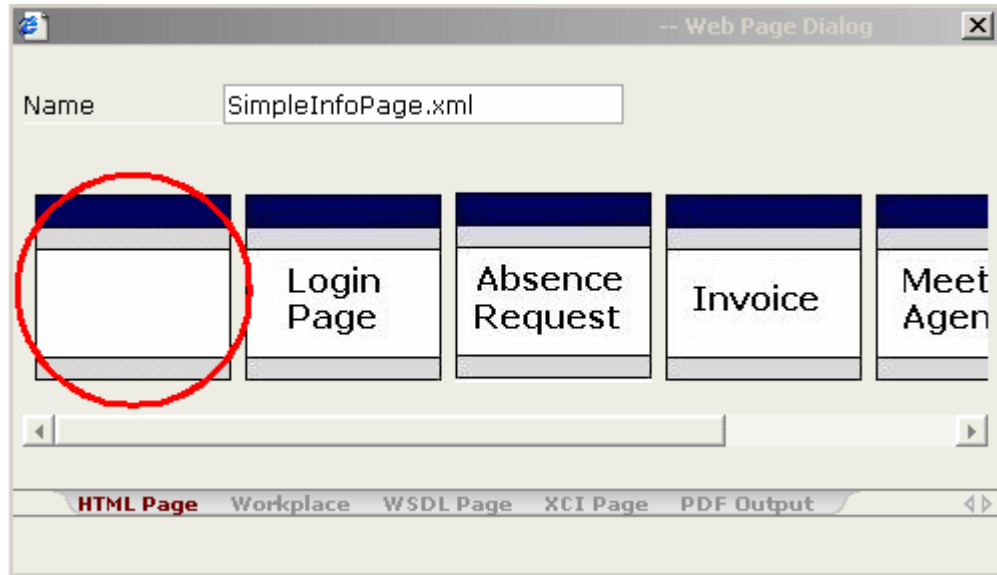 -- Web Page Dialog
Name SimpleInfoPage.xml
Login Page
Absence Request
Invoice
Meet
Agen
HTML Page Workplace WSDL Page XCI Page PDF Output